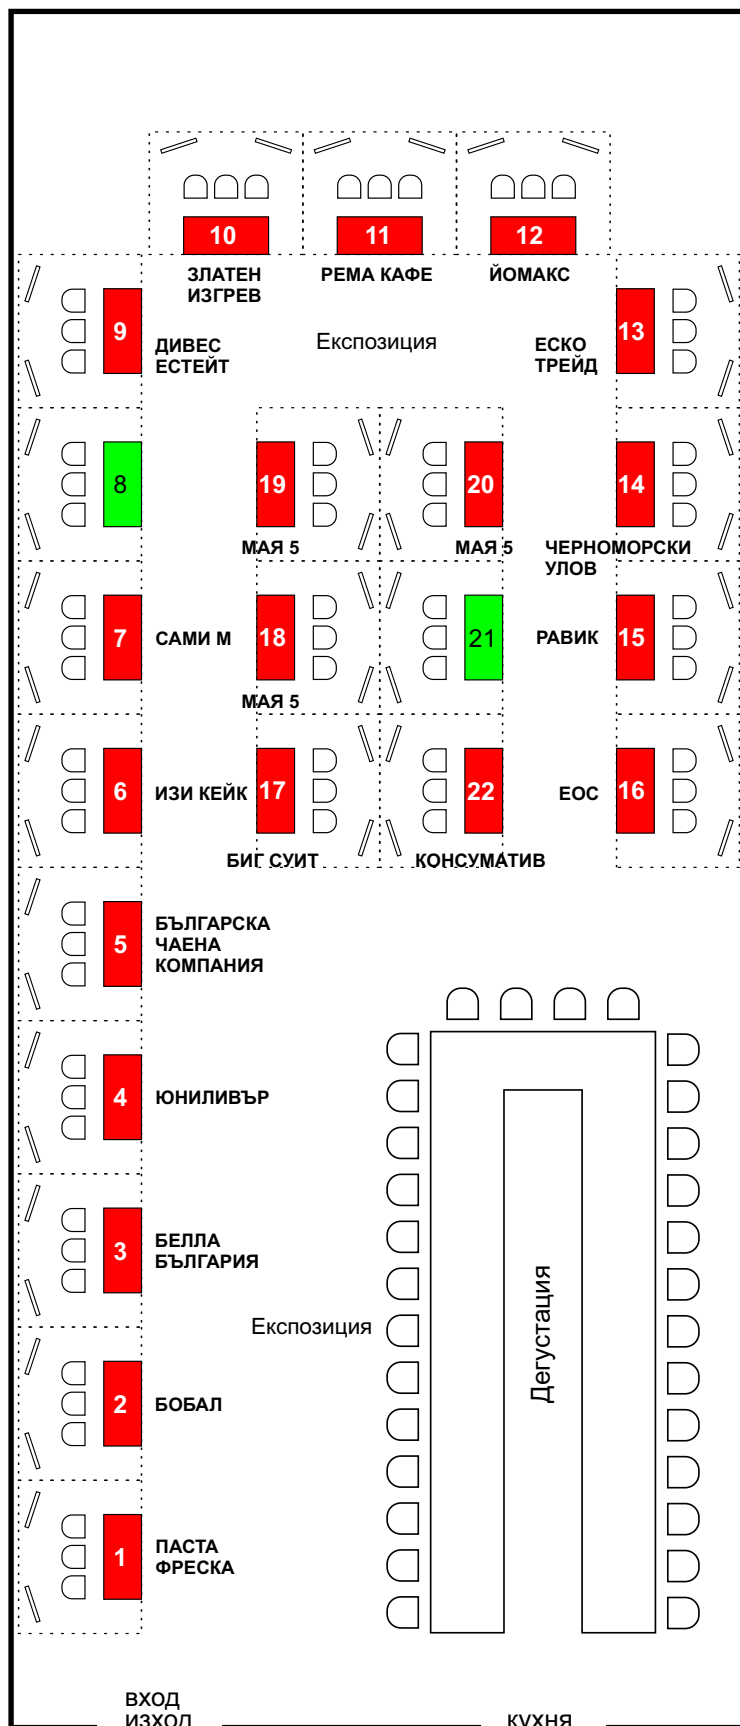 10
11
12
ЗЛАТЕН
ИЗГРЕВ
РЕМА КАФЕ
ЙОМАКС
9
ДИВЕС
ЕСТЕЙТ
Експозиция
ЕСКО
ТРЕЙД
13
8
19
20
14
МАЯ 5
МАЯ 5
ЧЕРНОМОРСКИ
УЛОВ
7
САМИ М
18
21
РАВИК
15
МАЯ 5
6
ИЗИ КЕЙК
17
22
ЕОС
16
БИГ СУИТ
КОНСУМАТИВ
5
БЪЛГАРСКА
ЧАЕНА
КОМПАНИЯ
4
ЮНИЛИВЪР
3
БЕЛЛА
БЪЛГАРИЯ
Експозиция
Дегустация
2
БОБАЛ
1
ПАСТА
ФРЕСКА
ВХОД
ИЗХОД
КУХНЯ